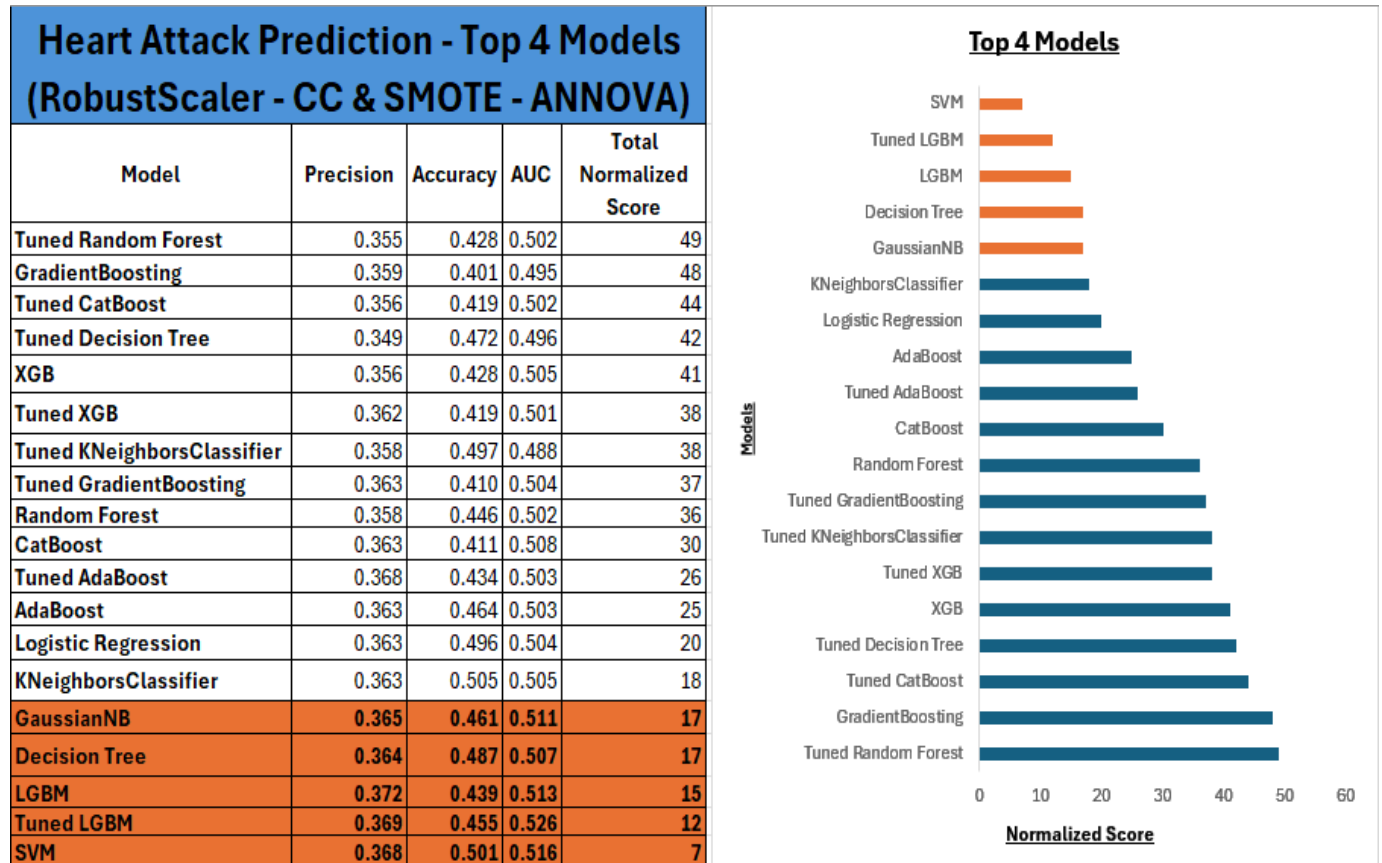 Heart Attack Prediction - Top 4 Models
(RobustScaler - CC & SMOTE - ANNOVA)
Model Precision Accuracy AUC Total Normalized Score
Tuned Random Forest 0.355 0.428 0.502 49
GradientBoosting 0.359 0.401 0.495 48
Tuned CatBoost 0.356 0.419 0.502 44
Tuned Decision Tree 0.349 0.472 0.496 42
XGB 0.356 0.428 0.505 41
Tuned XGB 0.362 0.419 0.501 38
Tuned KNeighborsClassifier 0.358 0.497 0.488 38
Tuned GradientBoosting 0.363 0.410 0.504 37
Random Forest 0.358 0.446 0.502 36
CatBoost 0.363 0.411 0.508 30
Tuned AdaBoost 0.368 0.434 0.503 26
AdaBoost 0.363 0.464 0.503 25
Logistic Regression 0.363 0.496 0.504 20
KNeighborsClassifier 0.363 0.505 0.505 18
GaussianNB 0.365 0.461 0.511 17
Decision Tree 0.364 0.487 0.507 17
LGBM 0.372 0.439 0.513 15
Tuned LGBM 0.369 0.455 0.526 12
SVM 0.368 0.501 0.516 7
Top 4 Models
Models
SVM
Tuned LGBM
LGBM
Decision Tree
GaussianNB
KNeighborsClassifier
Logistic Regression
AdaBoost
Tuned AdaBoost
CatBoost
Random Forest
Tuned GradientBoosting
Tuned KNeighborsClassifier
Tuned XGB
XGB
Tuned Decision Tree
Tuned CatBoost
GradientBoosting
Tuned Random Forest
0 10 20 30 40 50 60
Normalized Score